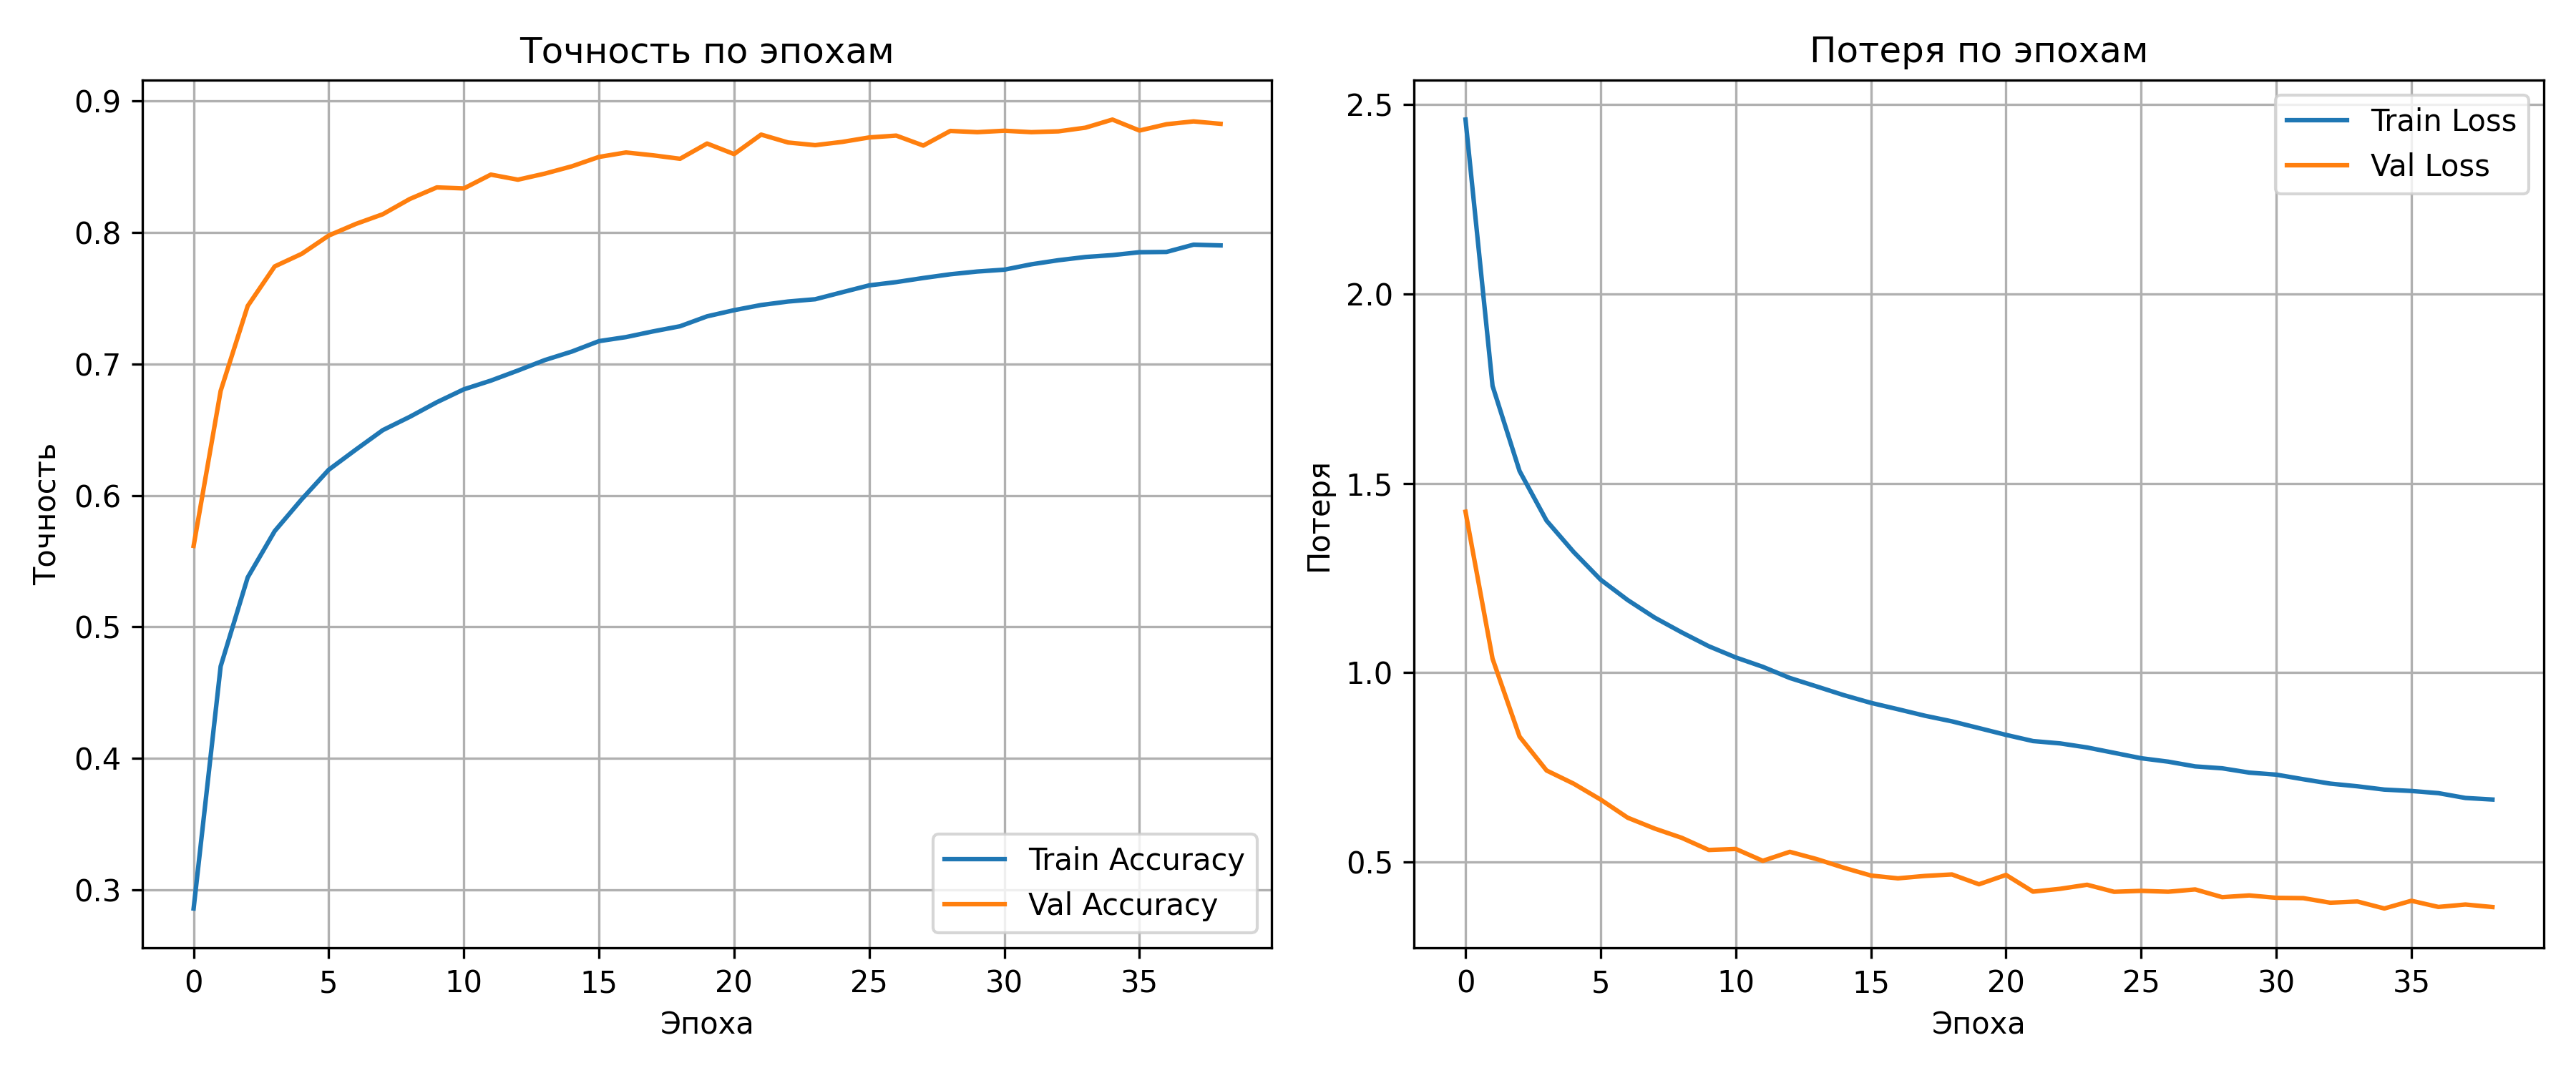 Точность по эпохам
0.9
0.8
0.7
0.6
0.5
0.4
0.3
Точность
Train Accuracy
Val Accuracy
0 5 10 15 20 25 30 35
Эпоха
Потеря по эпохам
2.5
2.0
1.5
1.0
0.5
Потеря
Train Loss
Val Loss
0 5 10 15 20 25 30 35
Эпоха